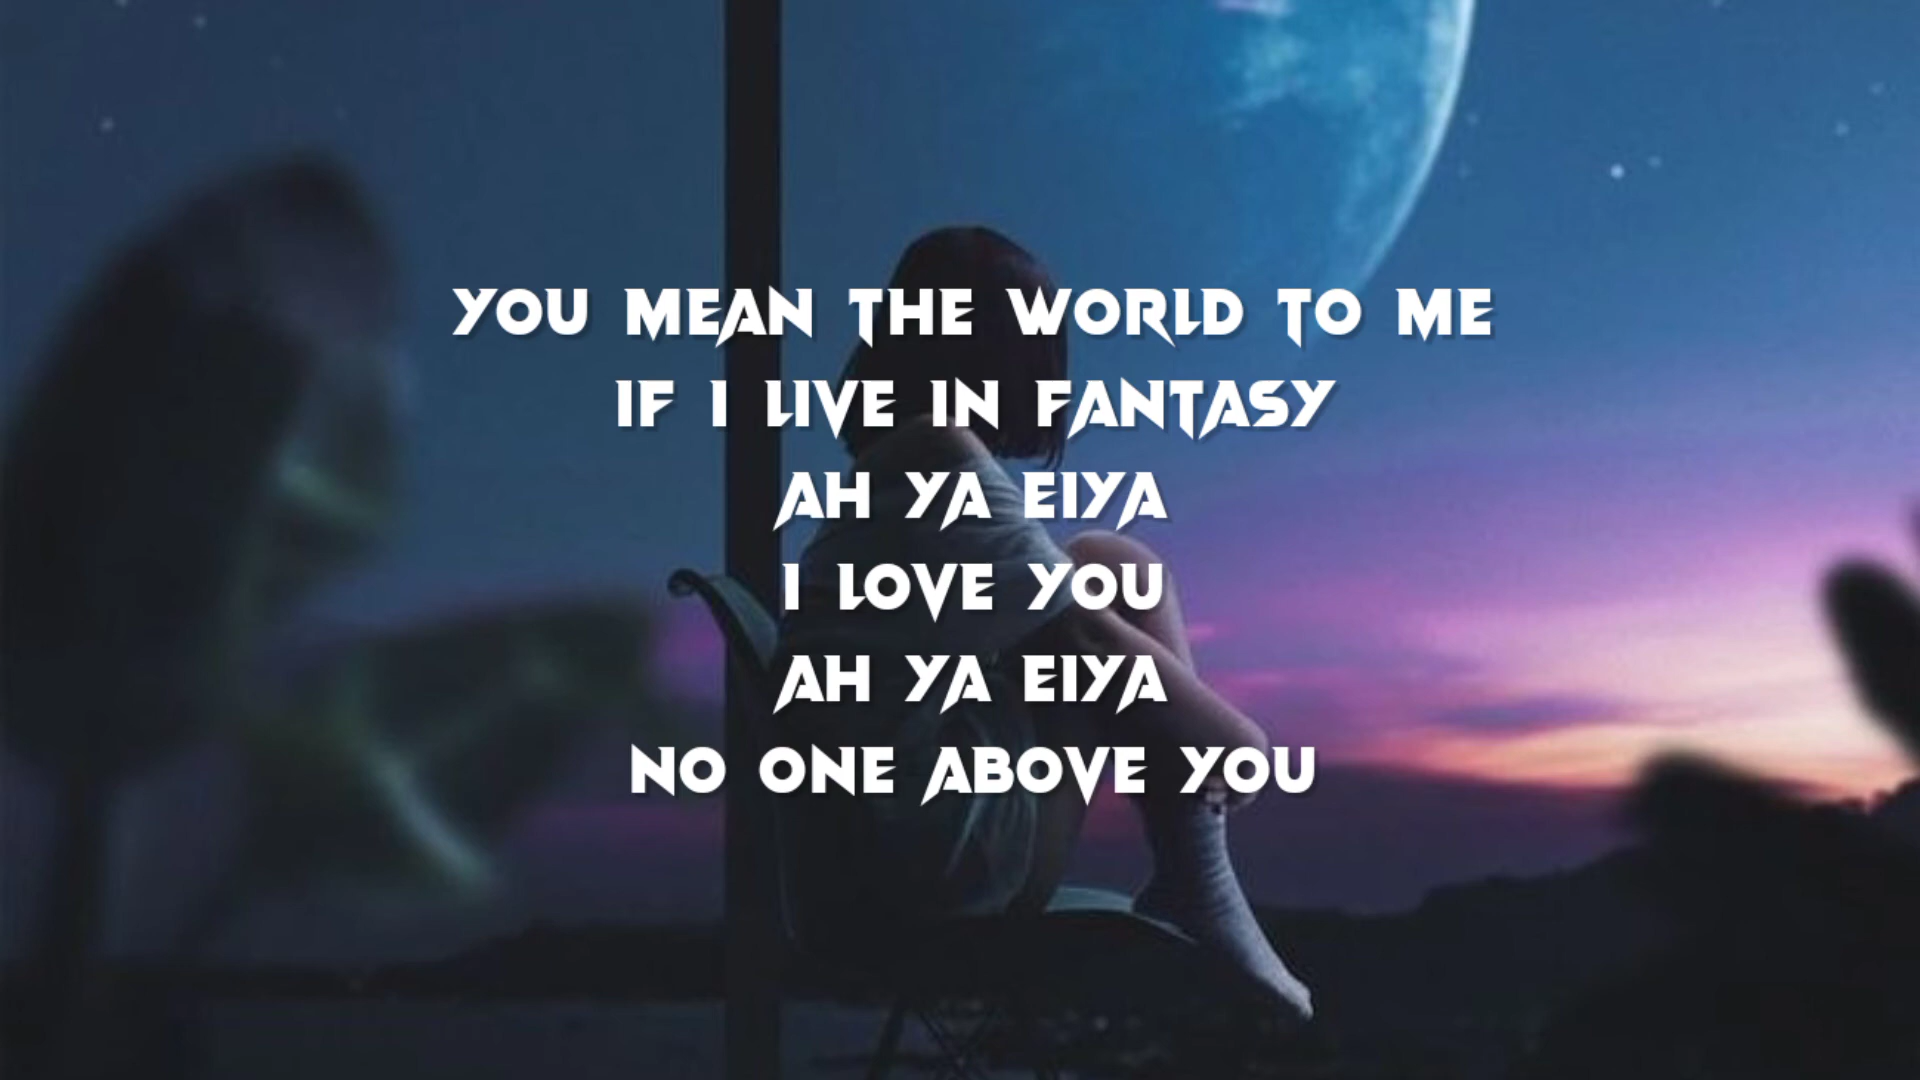 YOU MEAN THE WORLD TO ME
IF I LIVE IN FANTASY
AH YA EIYA
I LOVE YOU
AH YA EIYA
NO ONE ABOVE YOU